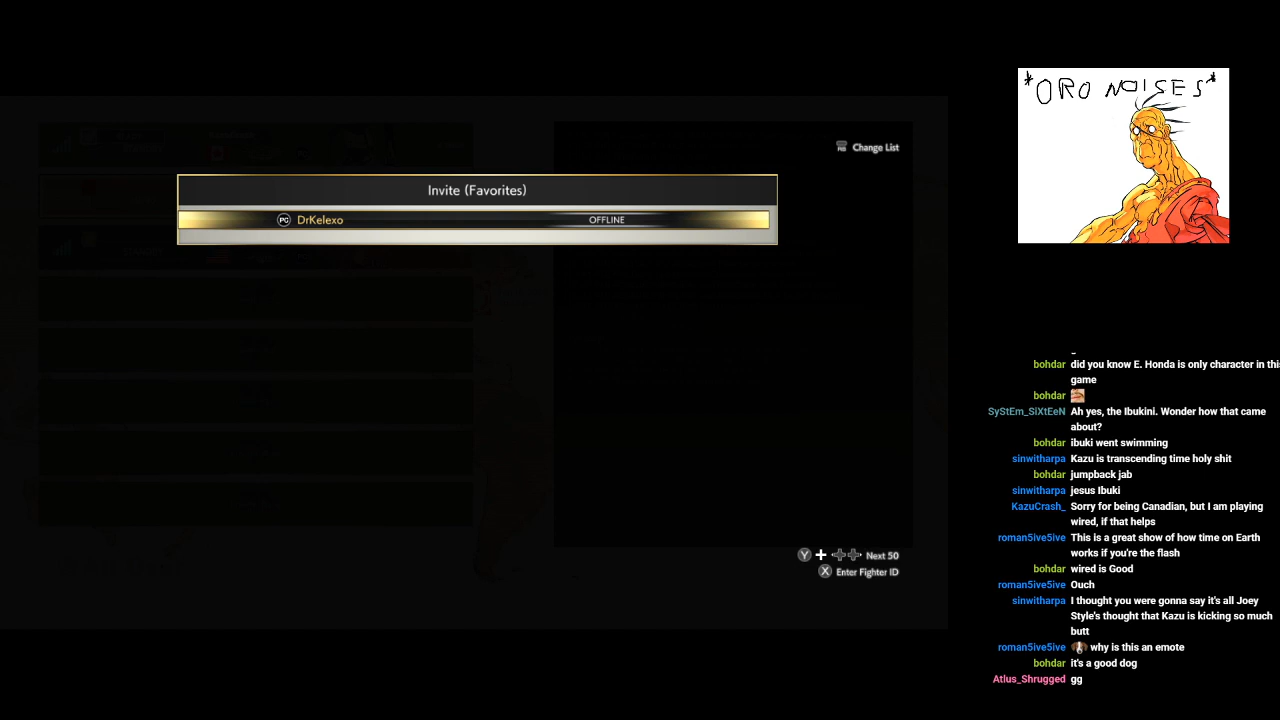 *ORO NOISES*
Change List
Invite (Favorites)
PC DrKelexo OFFLINE
Y + Next 50
X Enter Fighter ID
bohdar did you know E. Honda is only character in this
game
bohdar
SyStEm_SiXtEeN Ah yes, the Ibukini. Wonder how that came
about?
bohdar ibuki went swimming
sinwitharpa Kazu is transcending time holy shit
bohdar jumpback jab
sinwitharpa jesus Ibuki
KazuCrash_ Sorry for being Canadian, but I am playing
wired, if that helps
roman5ive5ive This is a great show of how time on Earth
works if you're the flash
bohdar wired is Good
roman5ive5ive Ouch
sinwitharpa I thought you were gonna say it's all Joey
Style's thought that Kazu is kicking so much
butt
roman5ive5ive why is this an emote
bohdar it's a good dog
Atlus_Shrugged gg